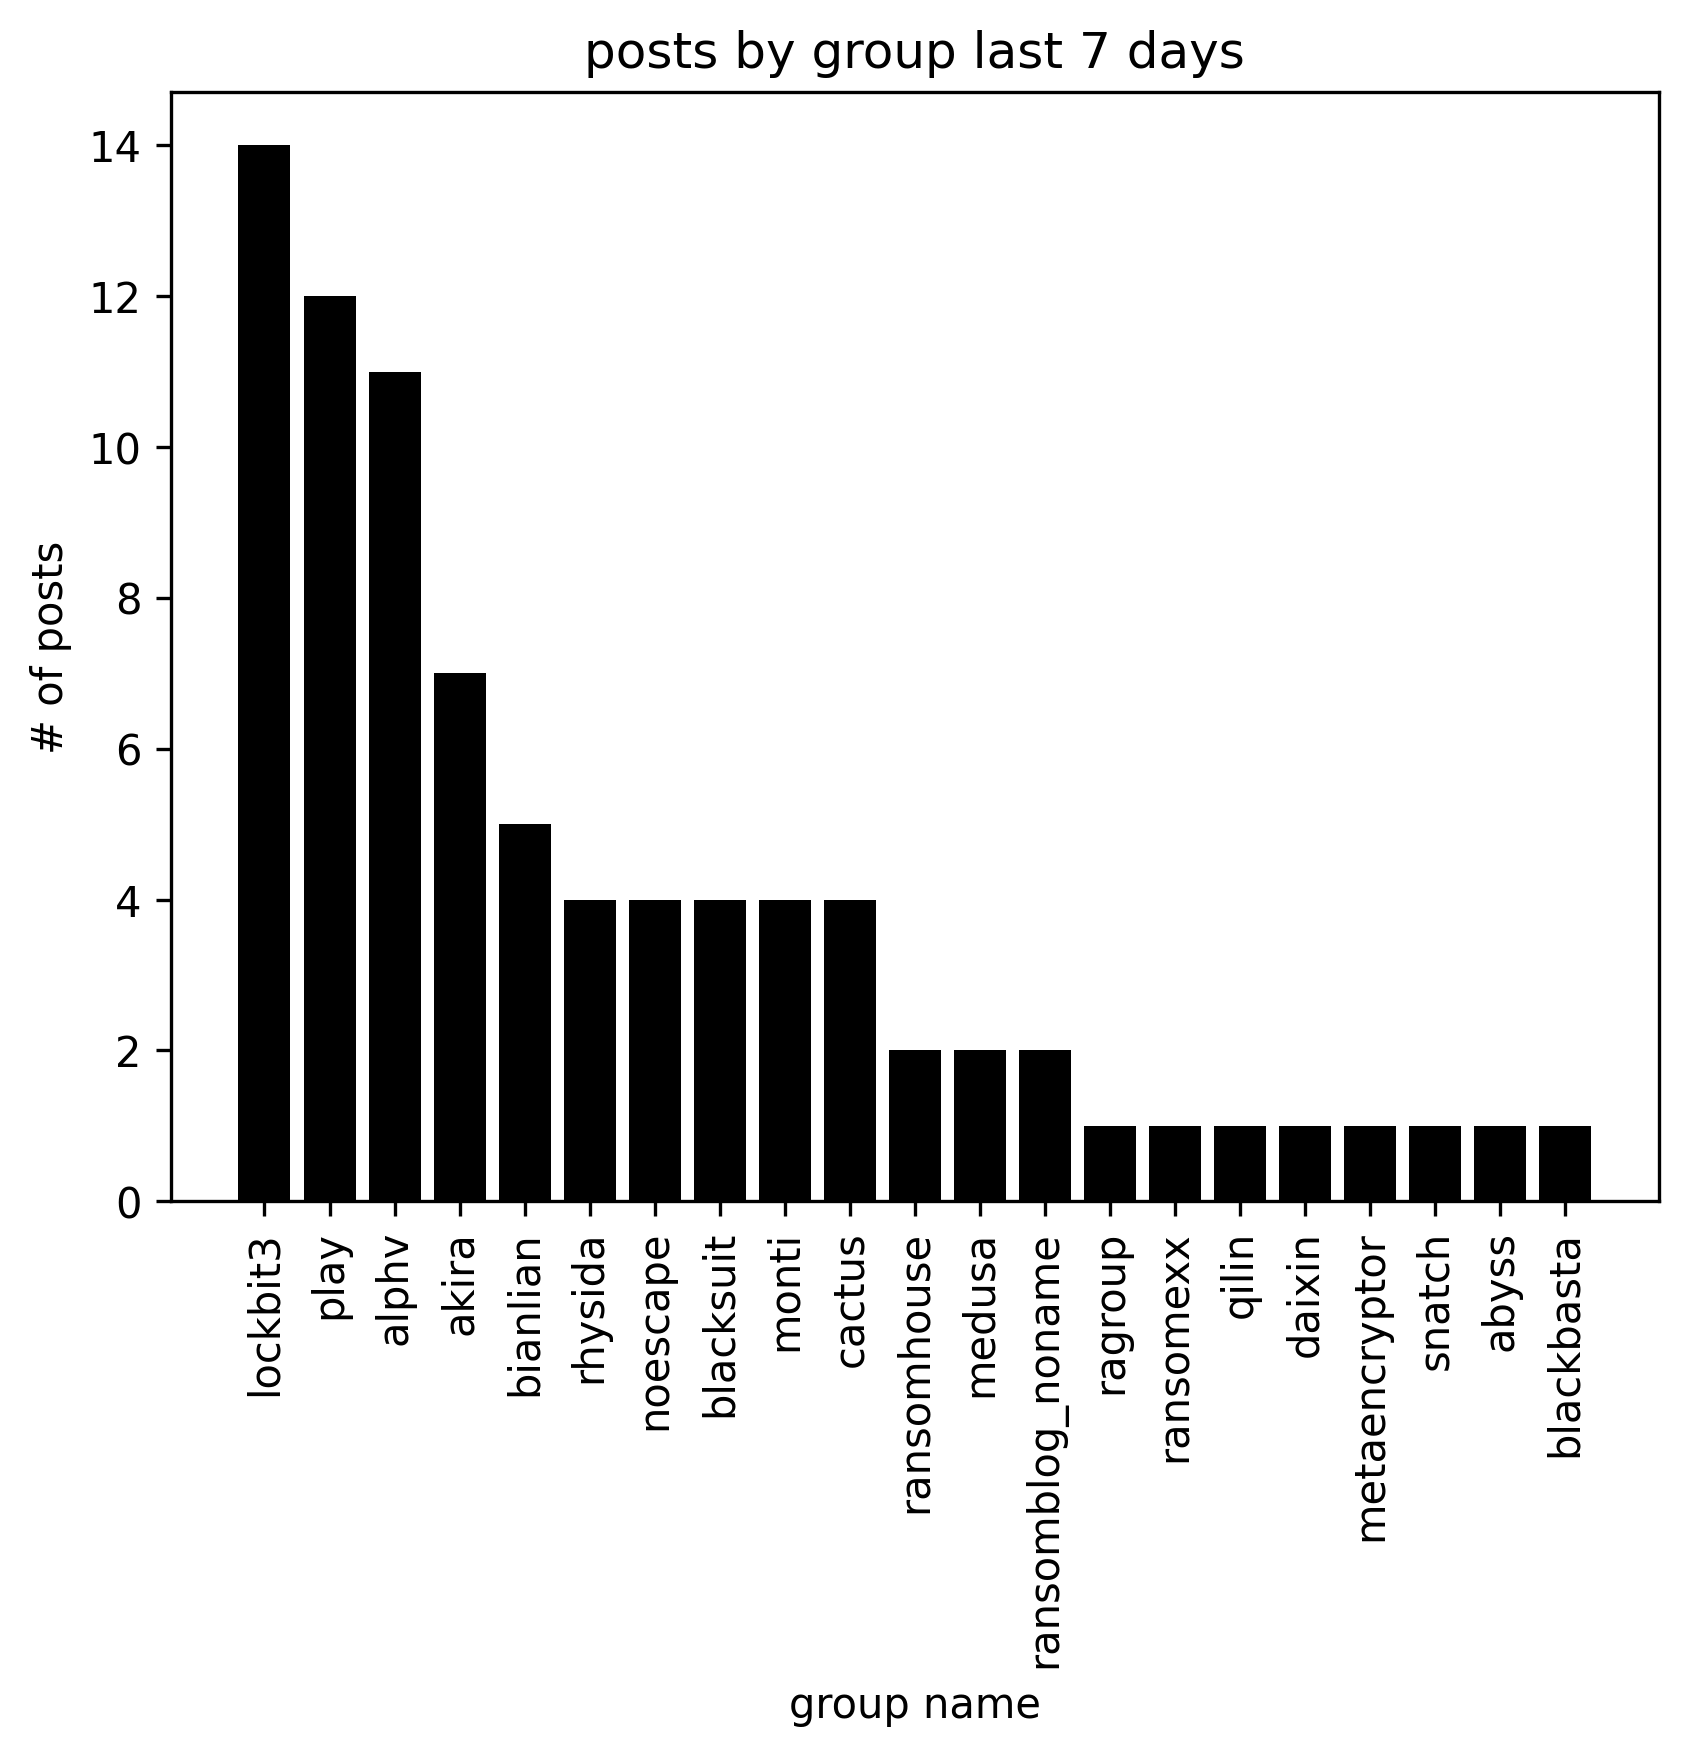 posts by group last 7 days
14
12
10
8
6
4
2
0
# of posts
lockbit3
play
alphv
akira
bianlian
rhysida
noescape
blacksuit
monti
cactus
ransomhouse
medusa
ransomblog_noname
ragroup
ransomexx
qilin
daixin
metaencryptor
snatch
abyss
blackbasta
group name